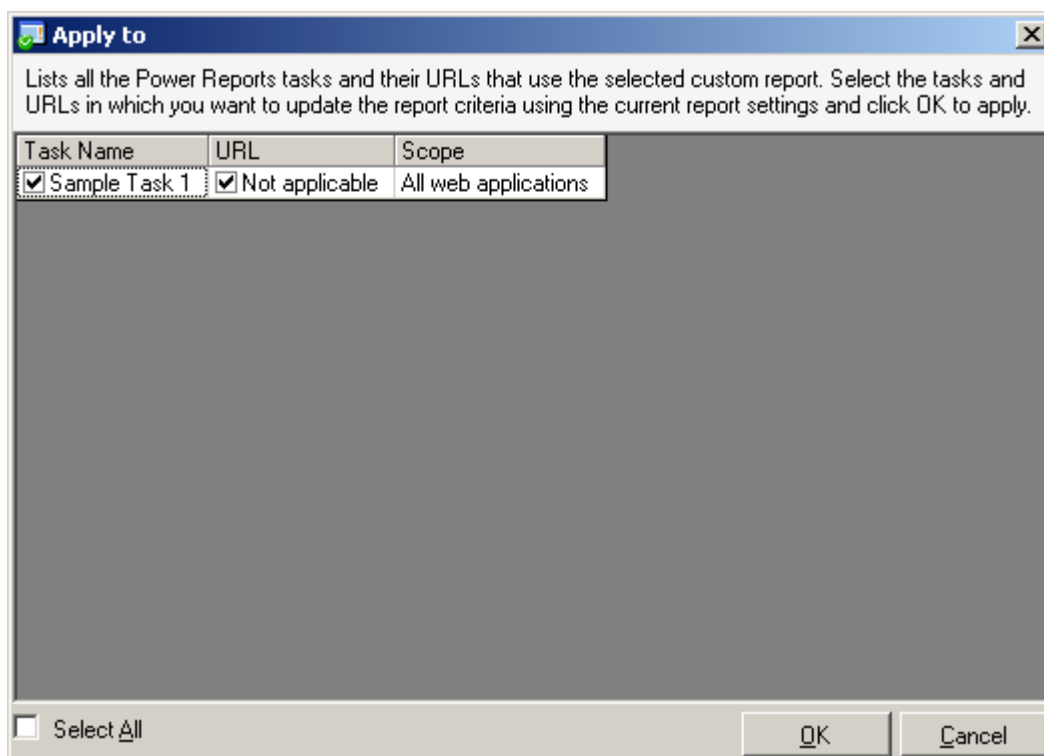 Apply to
Lists all the Power Reports tasks and their URLs that use the selected custom report. Select the tasks and
URLs in which you want to update the report criteria using the current report settings and click OK to apply.
Task Name URL Scope
Sample Task 1 Not applicable All web applications
Select All OK Cancel